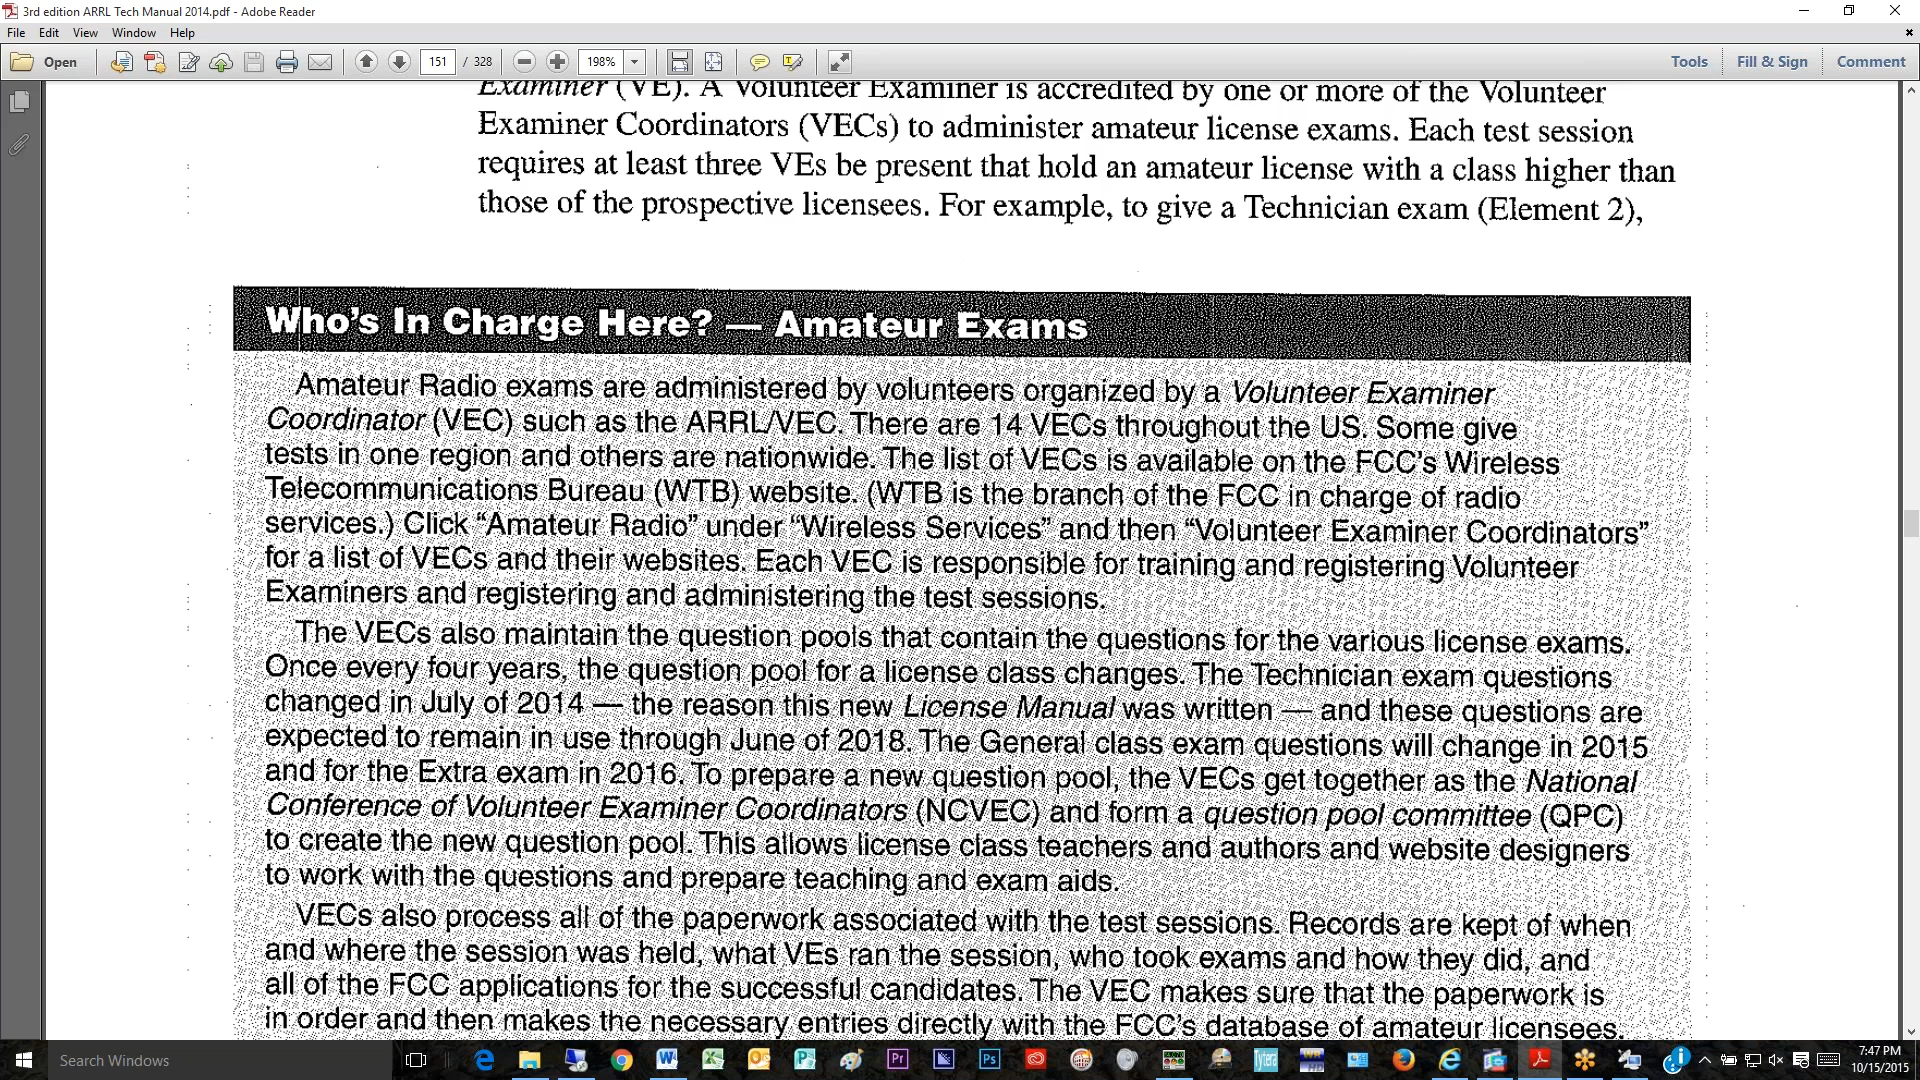 3rd edition ARRL Tech Manual 2014.pdf - Adobe Reader
File Edit View Window Help
Open 151 / 328 198% Tools Fill & Sign Comment
Examiner (VE). A Volunteer Examiner is accredited by one or more of the Volunteer
Examiner Coordinators (VECs) to administer amateur license exams. Each test session
requires at least three VEs be present that hold an amateur license with a class higher than
those of the prospective licensees. For example, to give a Technician exam (Element 2),
Who's In Charge Here? — Amateur Exams
Amateur Radio exams are administered by volunteers organized by a Volunteer Examiner
Coordinator (VEC) such as the ARRL/VEC. There are 14 VECs throughout the US. Some give
tests in one region and others are nationwide. The list of VECs is available on the FCC's Wireless
Telecommunications Bureau (WTB) website. (WTB is the branch of the FCC in charge of radio
services.) Click “Amateur Radio” under “Wireless Services” and then “Volunteer Examiner Coordinators”
for a list of VECs and their websites. Each VEC is responsible for training and registering Volunteer
Examiners and registering and administering the test sessions.
The VECs also maintain the question pools that contain the questions for the various license exams.
Once every four years, the question pool for a license class changes. The Technician exam questions
changed in July of 2014 — the reason this new License Manual was written — and these questions are
expected to remain in use through June of 2018. The General class exam questions will change in 2015
and for the Extra exam in 2016. To prepare a new question pool, the VECs get together as the National
Conference of Volunteer Examiner Coordinators (NCVEC) and form a question pool committee (QPC)
to create the new question pool. This allows license class teachers and authors and website designers
to work with the questions and prepare teaching and exam aids.
VECs also process all of the paperwork associated with the test sessions. Records are kept of when
and where the session was held, what VEs ran the session, who took exams and how they did, and
all of the FCC applications for the successful candidates. The VEC makes sure that the paperwork is
in order and then makes the necessary entries directly with the FCC's database of amateur licensees.
Search Windows
Pr
Ps
tytera
7:47 PM
10/15/2015